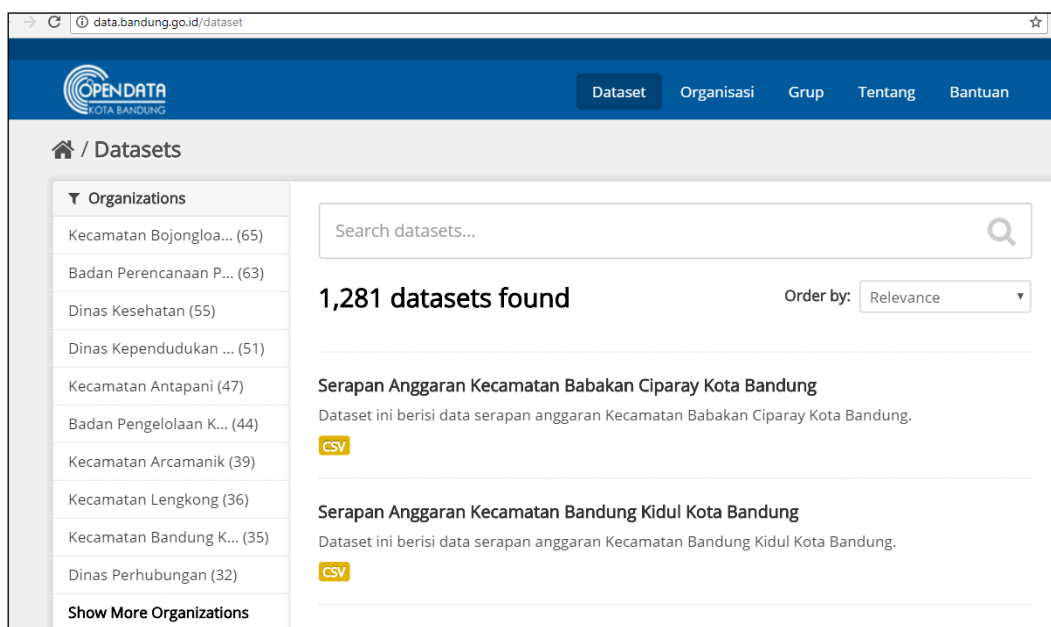 data.bandung.go.id/dataset
OPENDATA
KOTA BANDUNG
Dataset Organisasi Grup Tentang Bantuan
/ Datasets
Organizations
Kecamatan Bojongloa... (65)
Badan Perencanaan P... (63)
Dinas Kesehatan (55)
Dinas Kependudukan ... (51)
Kecamatan Antapani (47)
Badan Pengelolaan K... (44)
Kecamatan Arcamanik (39)
Kecamatan Lengkong (36)
Kecamatan Bandung K... (35)
Dinas Perhubungan (32)
Show More Organizations
Search datasets...
1,281 datasets found
Order by: Relevance
Serapan Anggaran Kecamatan Babakan Ciparay Kota Bandung
Dataset ini berisi data serapan anggaran Kecamatan Babakan Ciparay Kota Bandung.
CSV
Serapan Anggaran Kecamatan Bandung Kidul Kota Bandung
Dataset ini berisi data serapan anggaran Kecamatan Bandung Kidul Kota Bandung.
CSV